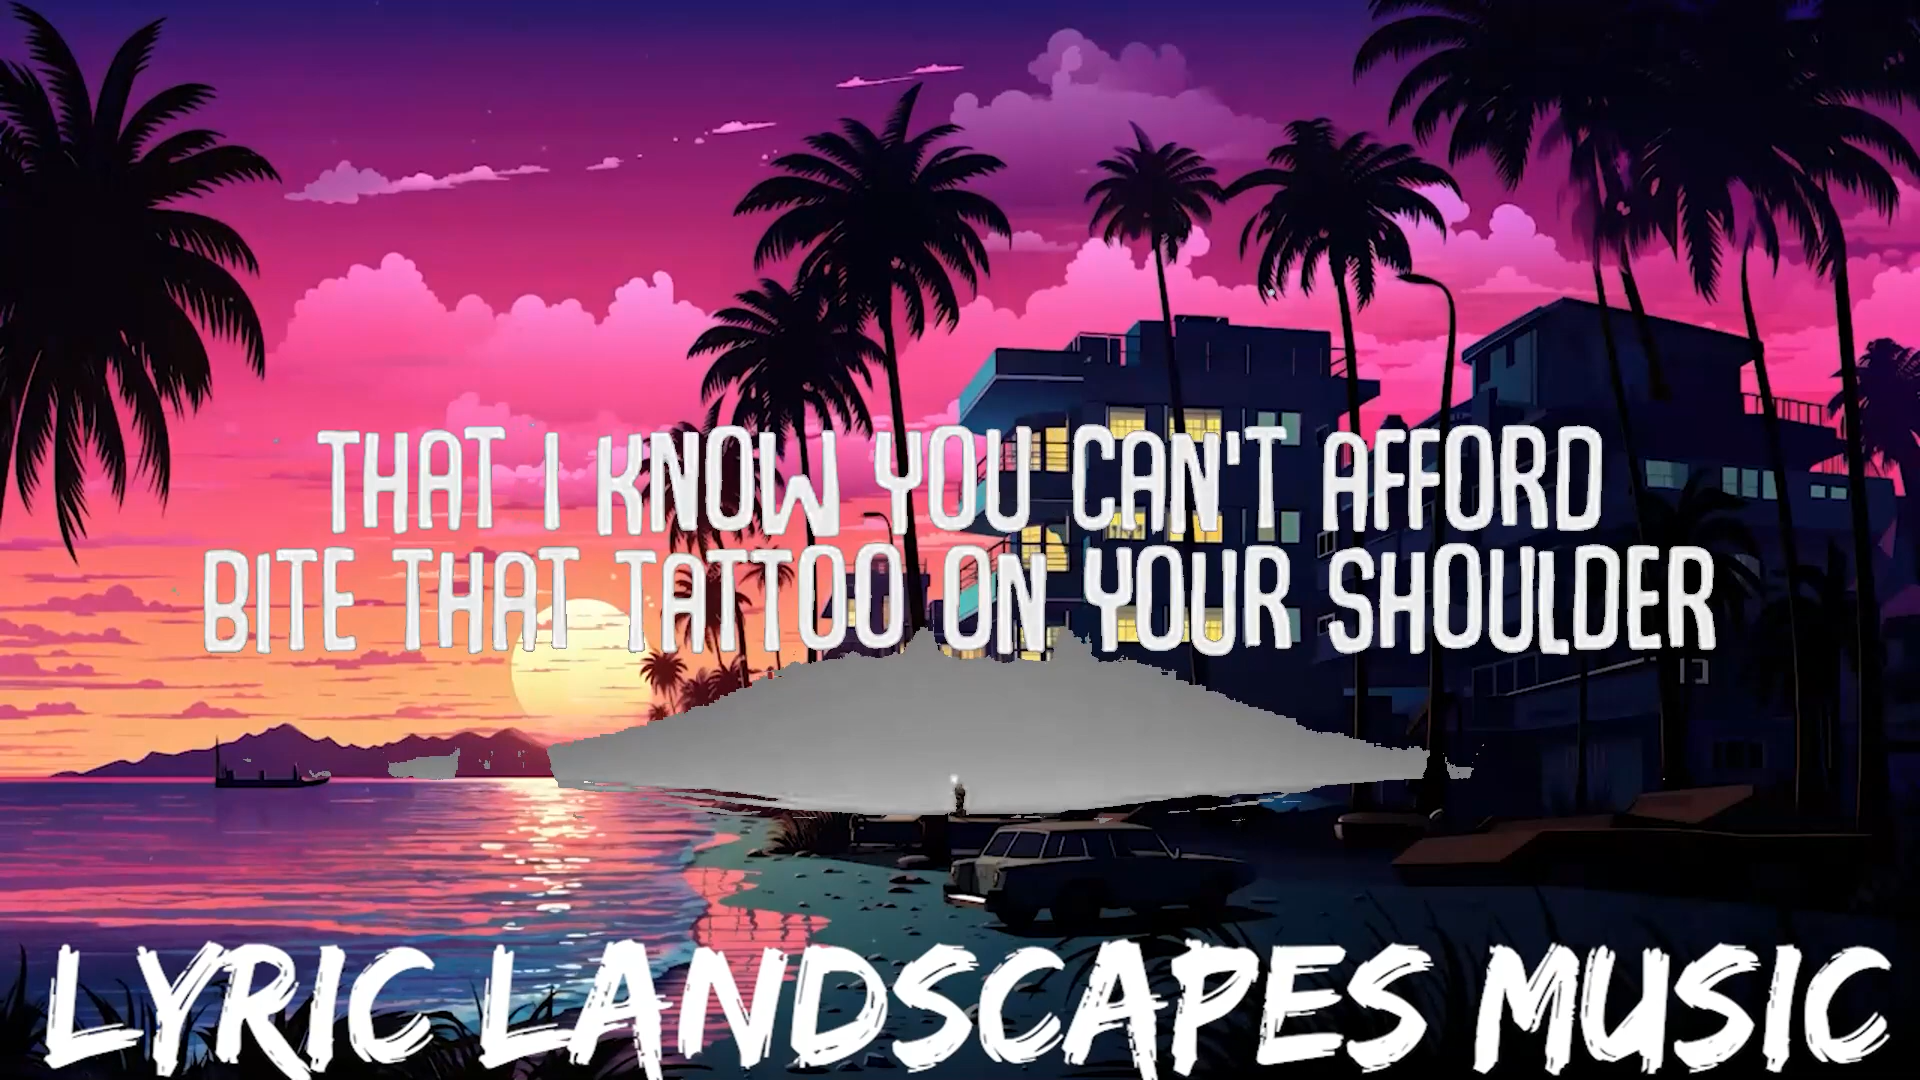 THAT I KNOW YOU CAN'T AFFORD
BITE THAT TATTOO ON YOUR SHOULDER
LYRIC LANDSCAPES MUSIC